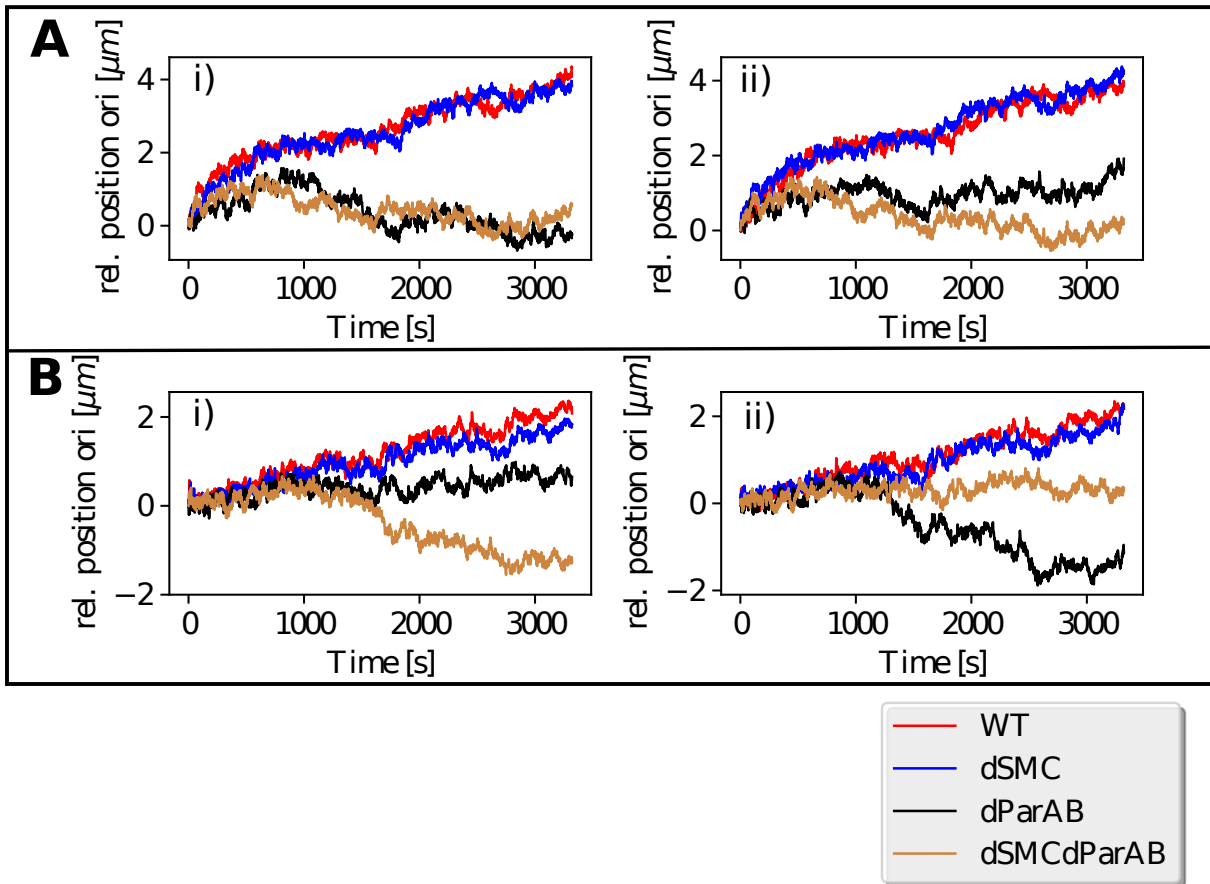 A
i)
rel. position ori [μm]
4
2
0
0 1000 2000 3000
Time [s]
ii)
rel. position ori [μm]
4
2
0
0 1000 2000 3000
Time [s]
B
i)
rel. position ori [μm]
2
0
−2
0 1000 2000 3000
Time [s]
ii)
rel. position ori [μm]
2
0
−2
0 1000 2000 3000
Time [s]
WT
dSMC
dParAB
dSMCdParAB